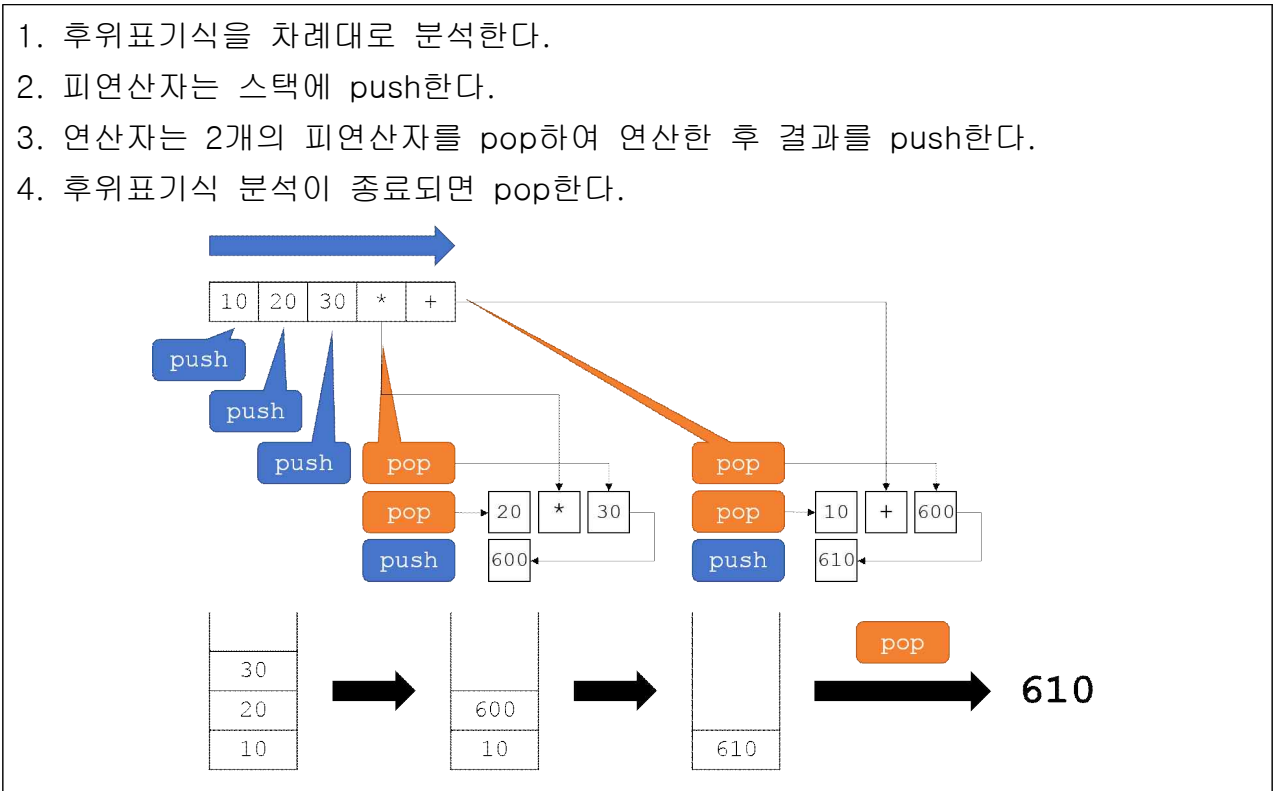 1. 후위표기식을 차례대로 분석한다.
2. 피연산자는 스택에 push한다.
3. 연산자는 2개의 피연산자를 pop하여 연산한 후 결과를 push한다.
4. 후위표기식 분석이 종료되면 pop한다.
10 20 30 * +
push
push
push pop pop
pop 20 * 30 pop 10 + 600
push 600 push 610
pop
30
20 600 610
10 10 610